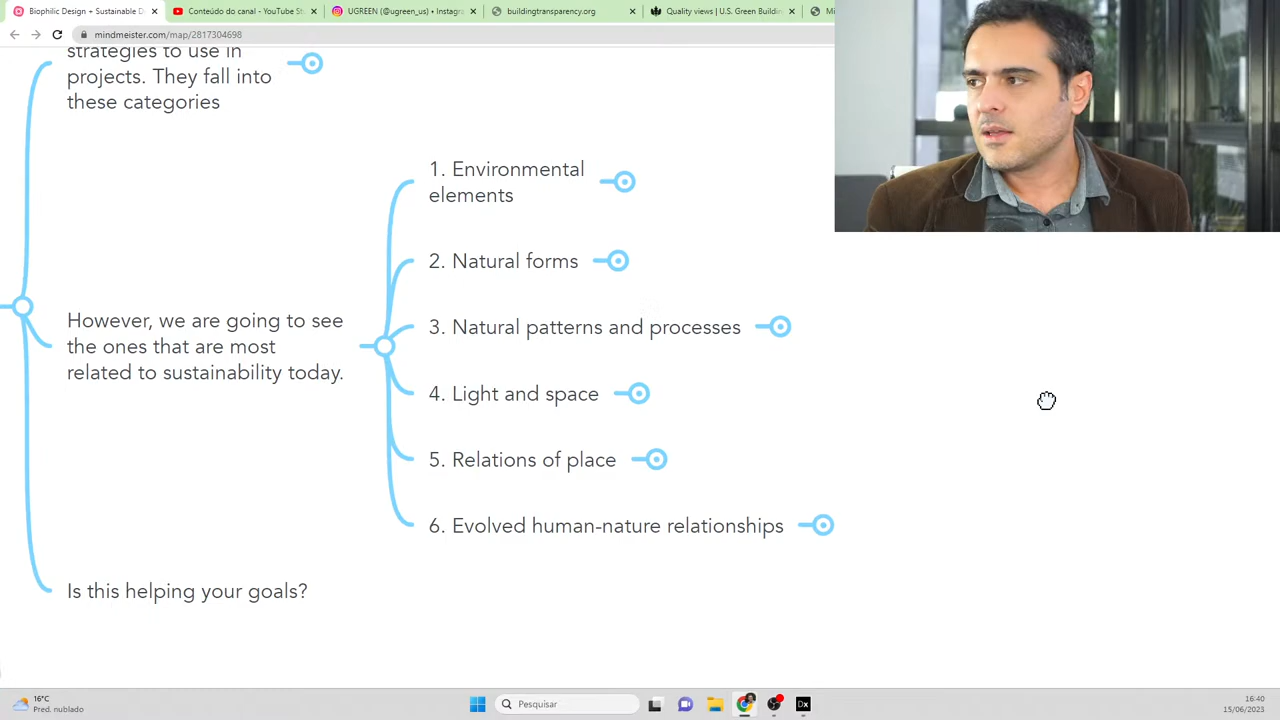 Biophilic Design + Sustainable D
Conteúdo do canal - YouTube St
UGREEN (@ugreen_us) • Instagr
buildingtransparency.org
Quality views | U.S. Green Buildin
Mi
mindmeister.com/map/2817304698
strategies to use in
projects. They fall into
these categories
1. Environmental
elements
2. Natural forms
3. Natural patterns and processes
However, we are going to see
the ones that are most
related to sustainability today.
4. Light and space
5. Relations of place
6. Evolved human-nature relationships
Is this helping your goals?
16°C
Pred. nublado
Pesquisar
Dx
16:40
15/06/2023